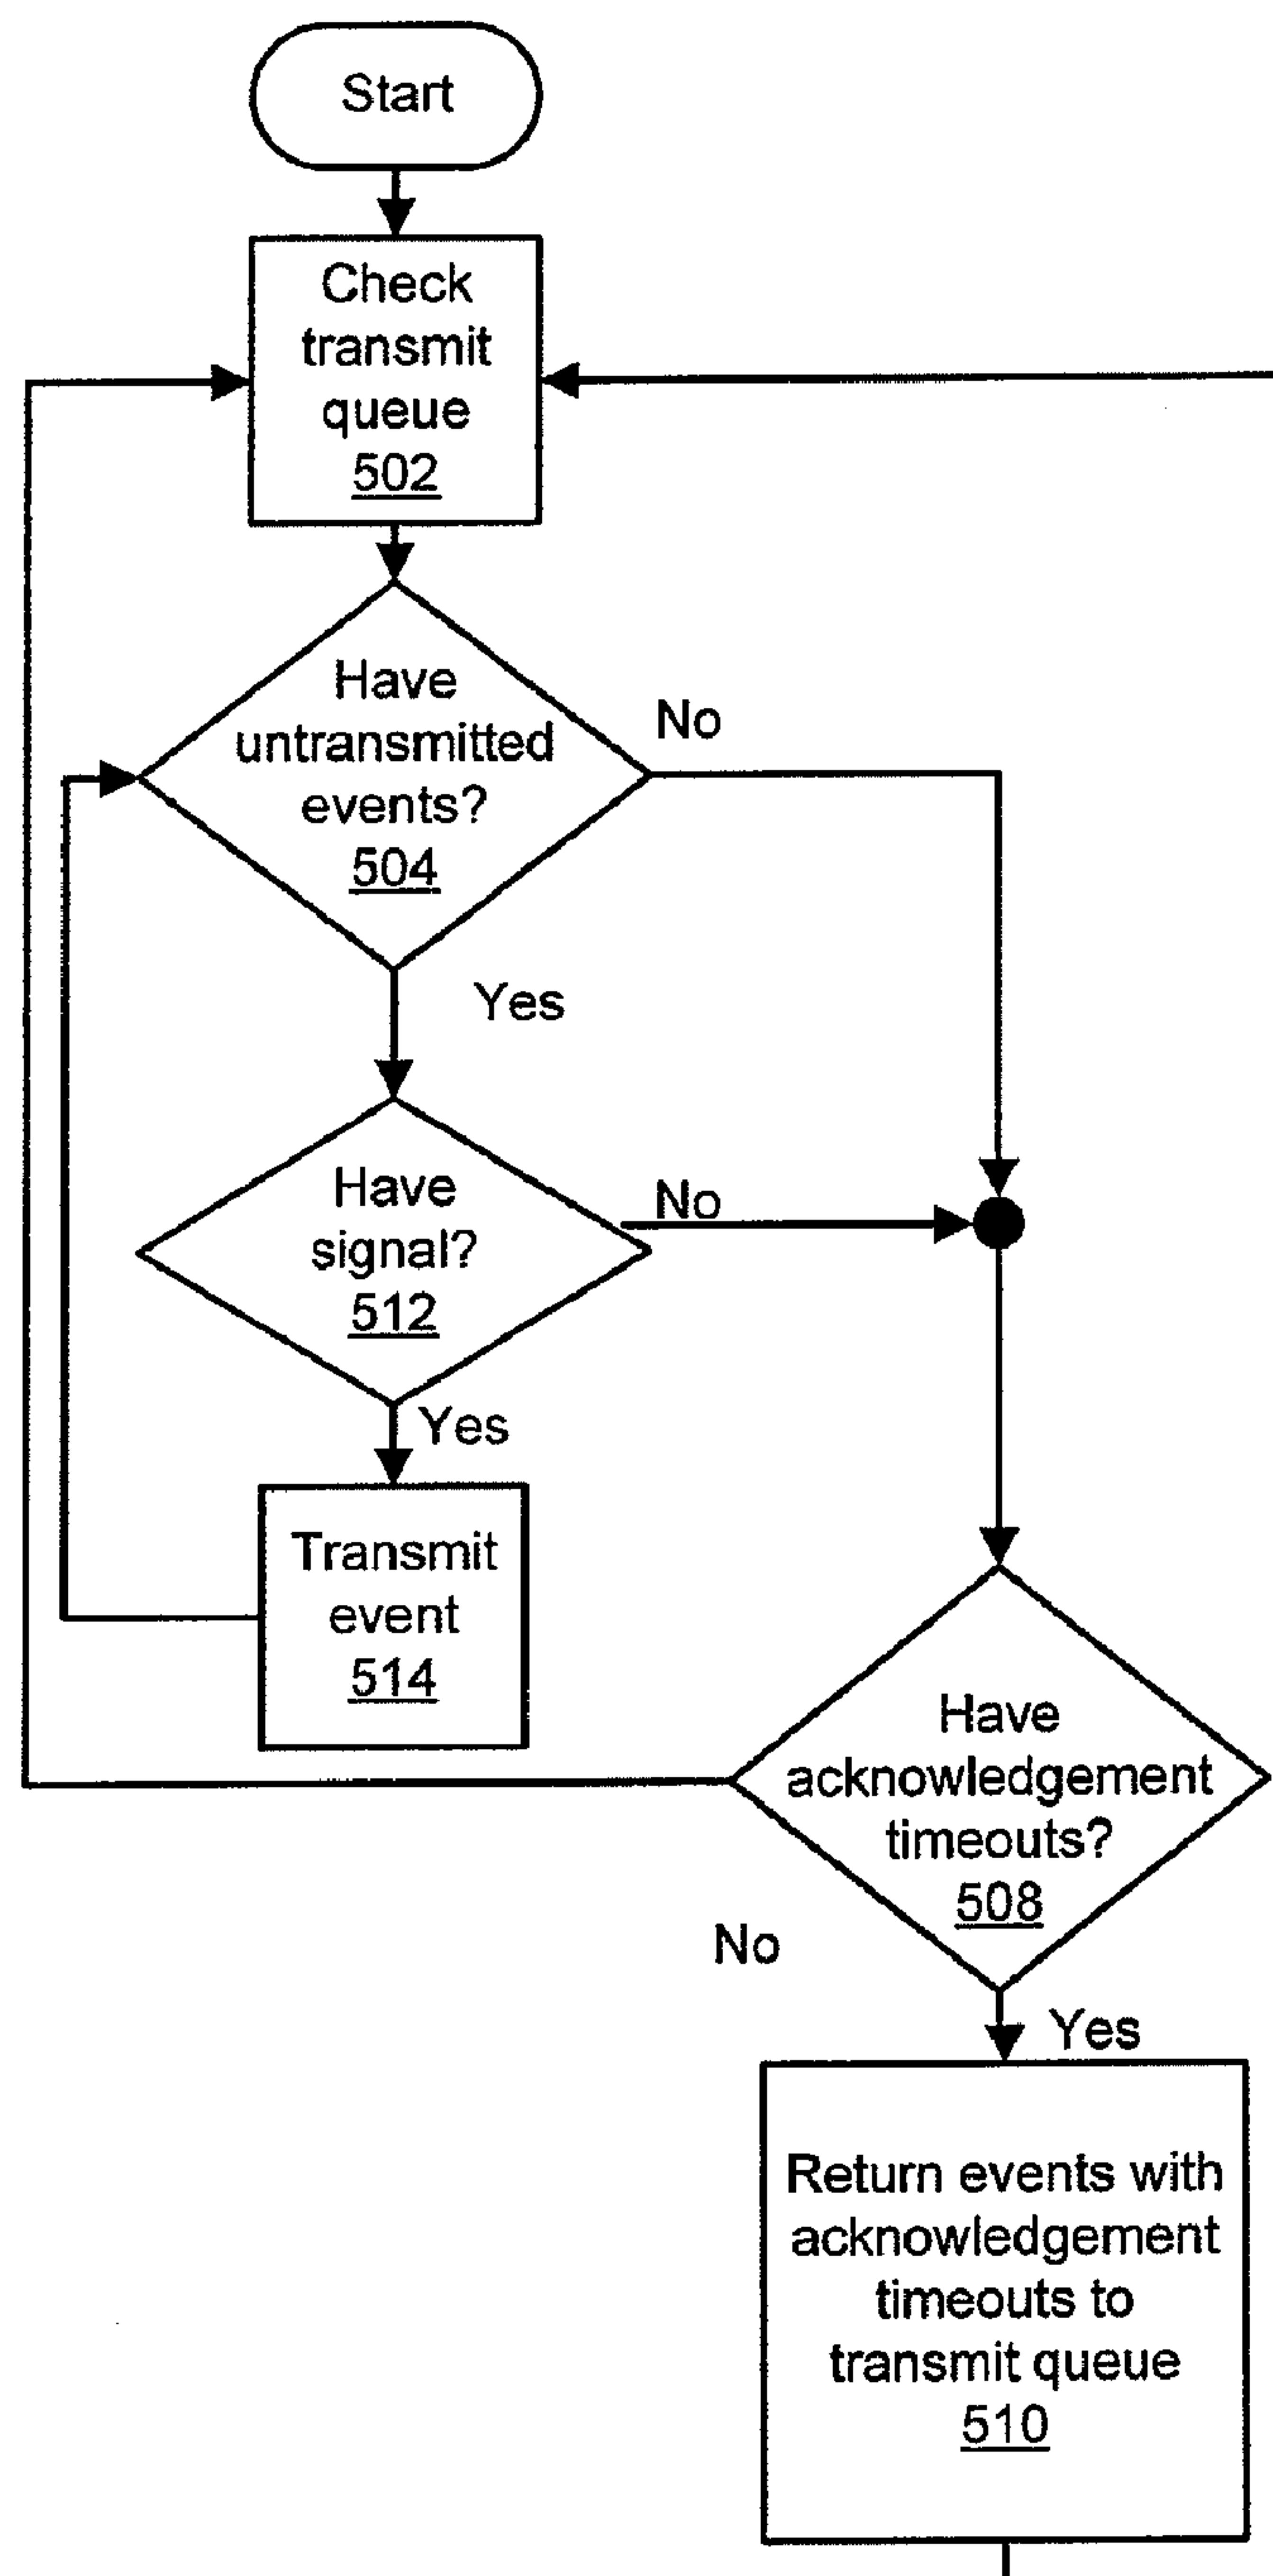 Start
Check
transmit
queue
502
Have
untransmitted
events?
504
No
Yes
Have
signal?
512
No
Yes
Transmit
event
514
Have
acknowledgement
timeouts?
508
No
Yes
Return events with
acknowledgement
timeouts to
transmit queue
510